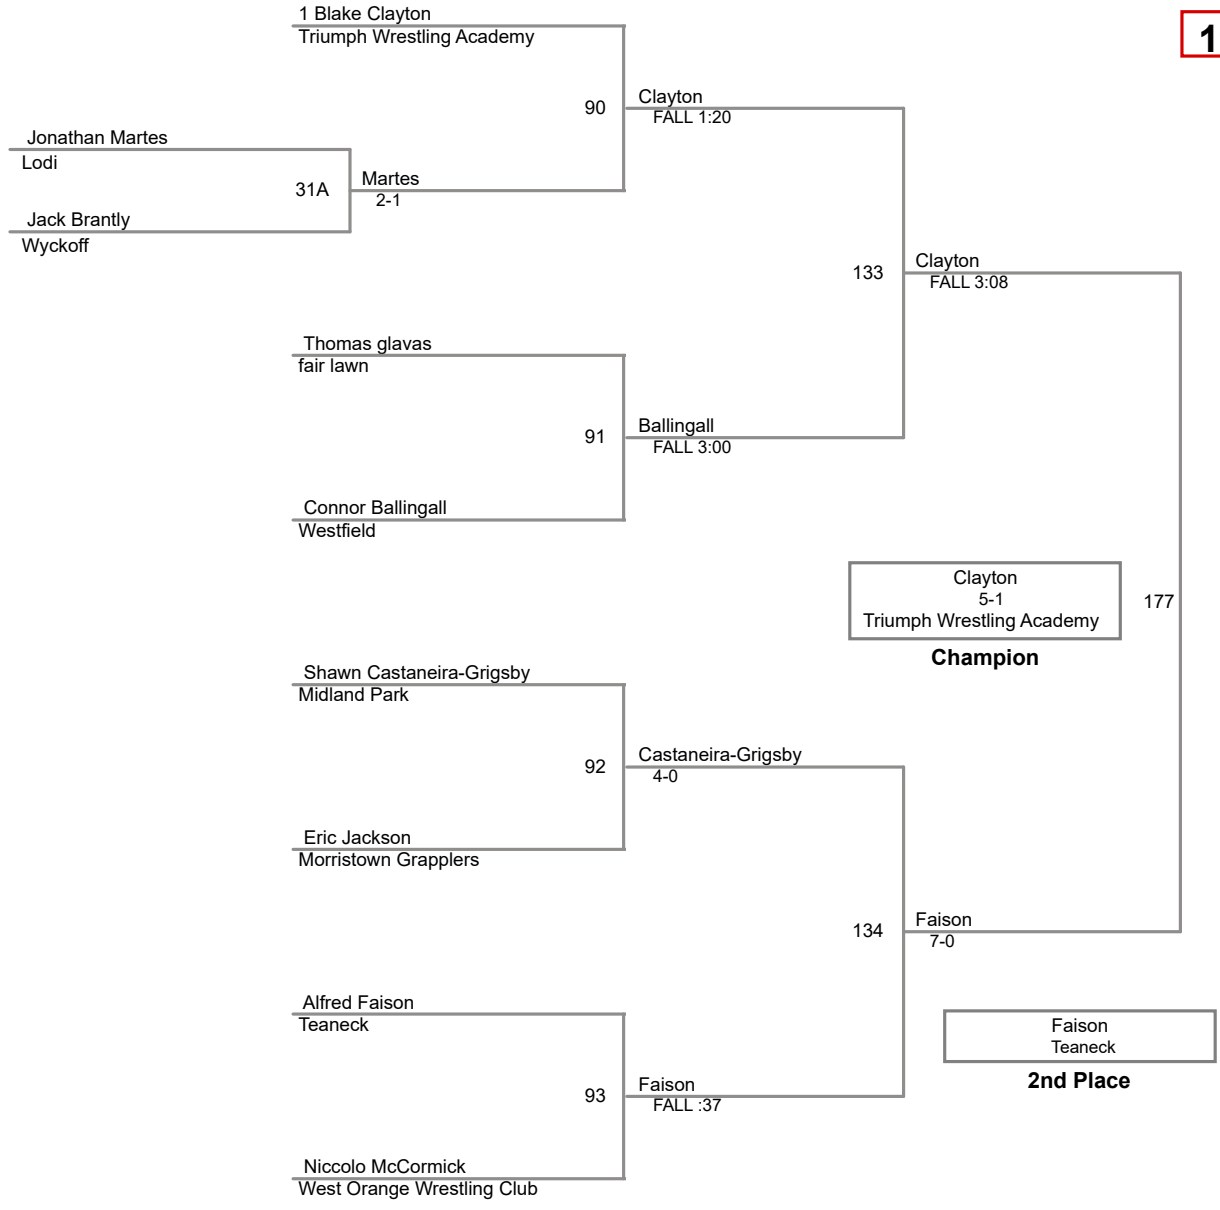 1 Blake Clayton
Triumph Wrestling Academy
1
90
Clayton
FALL 1:20
Jonathan Martes
Lodi
31A
Martes
2-1
Jack Brantly
Wyckoff
133
Clayton
FALL 3:08
Thomas glavas
fair lawn
91
Ballingall
FALL 3:00
Connor Ballingall
Westfield
Clayton
5-1
Triumph Wrestling Academy
Champion
177
Shawn Castaneira-Grigsby
Midland Park
92
Castaneira-Grigsby
4-0
Eric Jackson
Morristown Grapplers
134
Faison
7-0
Alfred Faison
Teaneck
Faison
Teaneck
2nd Place
93
Faison
FALL :37
Niccolo McCormick
West Orange Wrestling Club